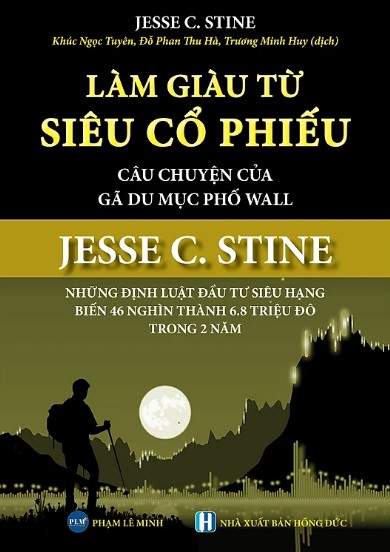 JESSE C. STINE
Khúc Ngọc Tuyên, Đỗ Phan Thu Hà, Trương Minh Huy (dịch)
LÀM GIÀU TỪ
SIÊU CỔ PHIẾU
CÂU CHUYỆN CỦA
GÃ DU MỤC PHỐ WALL
JESSE C. STINE
NHỮNG ĐỊNH LUẬT ĐẦU TƯ SIÊU HẠNG
BIẾN 46 NGHÌN THÀNH 6.8 TRIỆU ĐÔ
TRONG 2 NĂM
PLM PHẠM LÊ MINH
H NHÀ XUẤT BẢN HỒNG ĐỨC